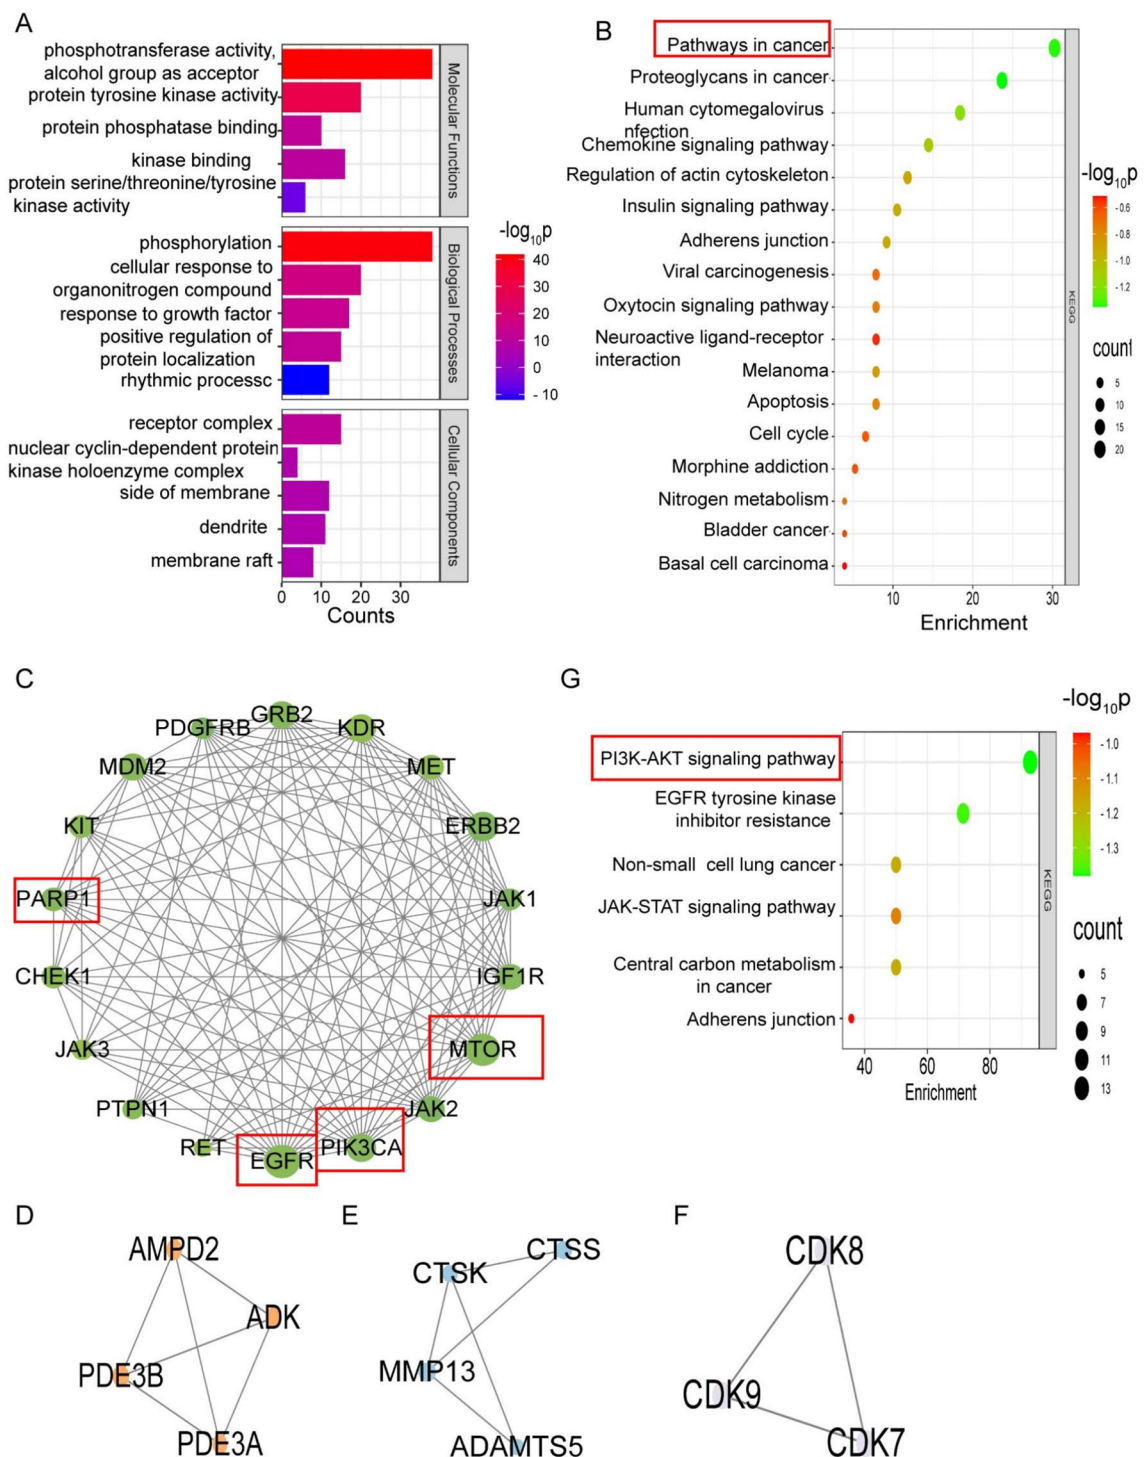 A
phosphotransferase activity,
alcohol group as acceptor
protein tyrosine kinase activity
protein phosphatase binding
kinase binding
protein serine/threonine/tyrosine
kinase activity
Molecular Functions
phosphorylation
cellular response to
organonitrogen compound
response to growth factor
positive regulation of
protein localization
rhythmic processc
Biological Processes
receptor complex
nuclear cyclin-dependent protein
kinase holoenzyme complex
side of membrane
dendrite
membrane raft
Cellular Components
0 10 20 30
Counts
-log10p
40
30
20
10
0
- 10
B
Pathways in cancer
Proteoglycans in cancer
Human cytomegalovirus
nfection
Chemokine signaling pathway
Regulation of actin cytoskeleton
Insulin signaling pathway
Adherens junction
Viral carcinogenesis
Oxytocin signaling pathway
Neuroactive ligand-receptor
interaction
Melanoma
Apoptosis
Cell cycle
Morphine addiction
Nitrogen metabolism
Bladder cancer
Basal cell carcinoma
10 20 30
Enrichment
KEGG
-log10p
- 0.6
- 0.8
- 1.0
- 1.2
count
5
10
15
20
C
GRB2
PDGFRB
KDR
MDM2
MET
KIT
ERBB2
PARP1
JAK1
CHEK1
IGF1R
JAK3
MTOR
PTPN1
JAK2
RET
EGFR
PIK3CA
G
PI3K-AKT signaling pathway
EGFR tyrosine kinase
inhibitor resistance
Non-small cell lung cancer
JAK-STAT signaling pathway
Central carbon metabolism
in cancer
Adherens junction
40 60 80
Enrichment
KEGG
-log10p
- 1.0
- 1.1
- 1.2
- 1.3
count
5
7
9
11
13
D
AMPD2
ADK
PDE3B
PDE3A
E
CTSS
CTSK
MMP13
ADAMTS5
F
CDK8
CDK9
CDK7